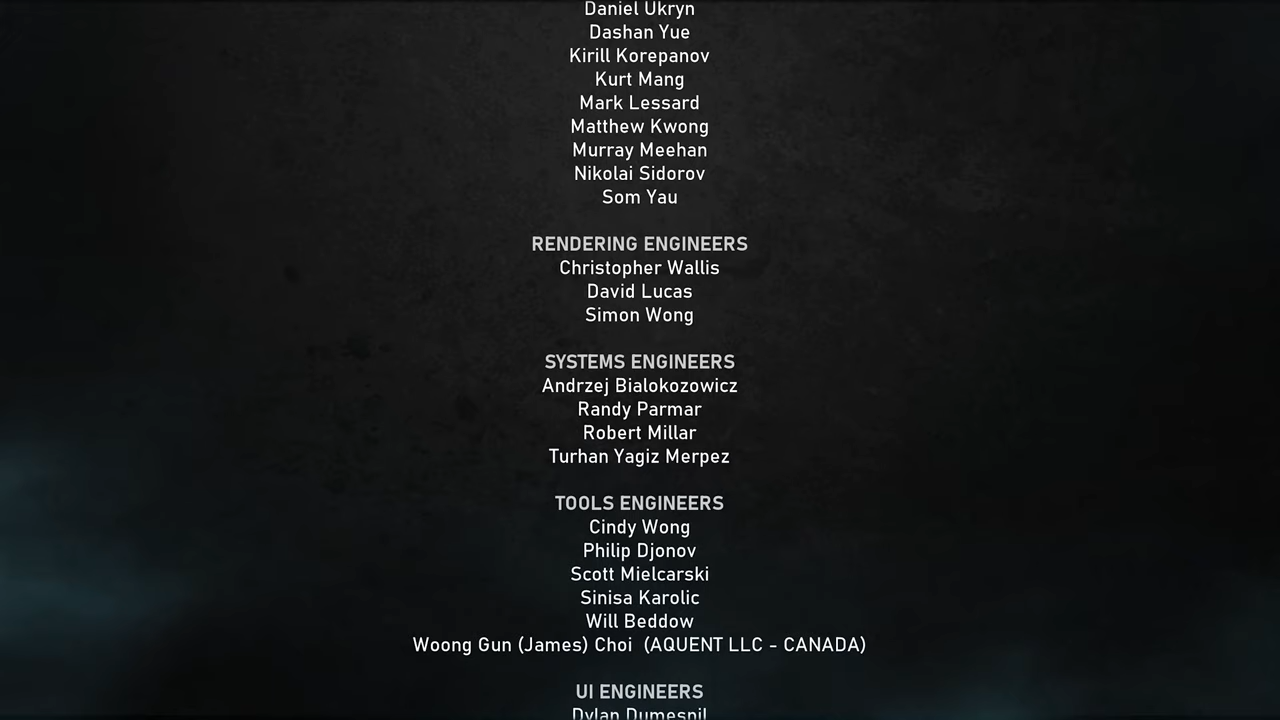 Daniel Ukryn
Dashan Yue
Kirill Korepanov
Kurt Mang
Mark Lessard
Matthew Kwong
Murray Meehan
Nikolai Sidorov
Som Yau
RENDERING ENGINEERS
Christopher Wallis
David Lucas
Simon Wong
SYSTEMS ENGINEERS
Andrzej Bialokozowicz
Randy Parmar
Robert Millar
Turhan Yagiz Merpez
TOOLS ENGINEERS
Cindy Wong
Philip Djonov
Scott Mielcarski
Sinisa Karolic
Will Beddow
Woong Gun (James) Choi  (AQUENT LLC - CANADA)
UI ENGINEERS
Dylan Dumesnil